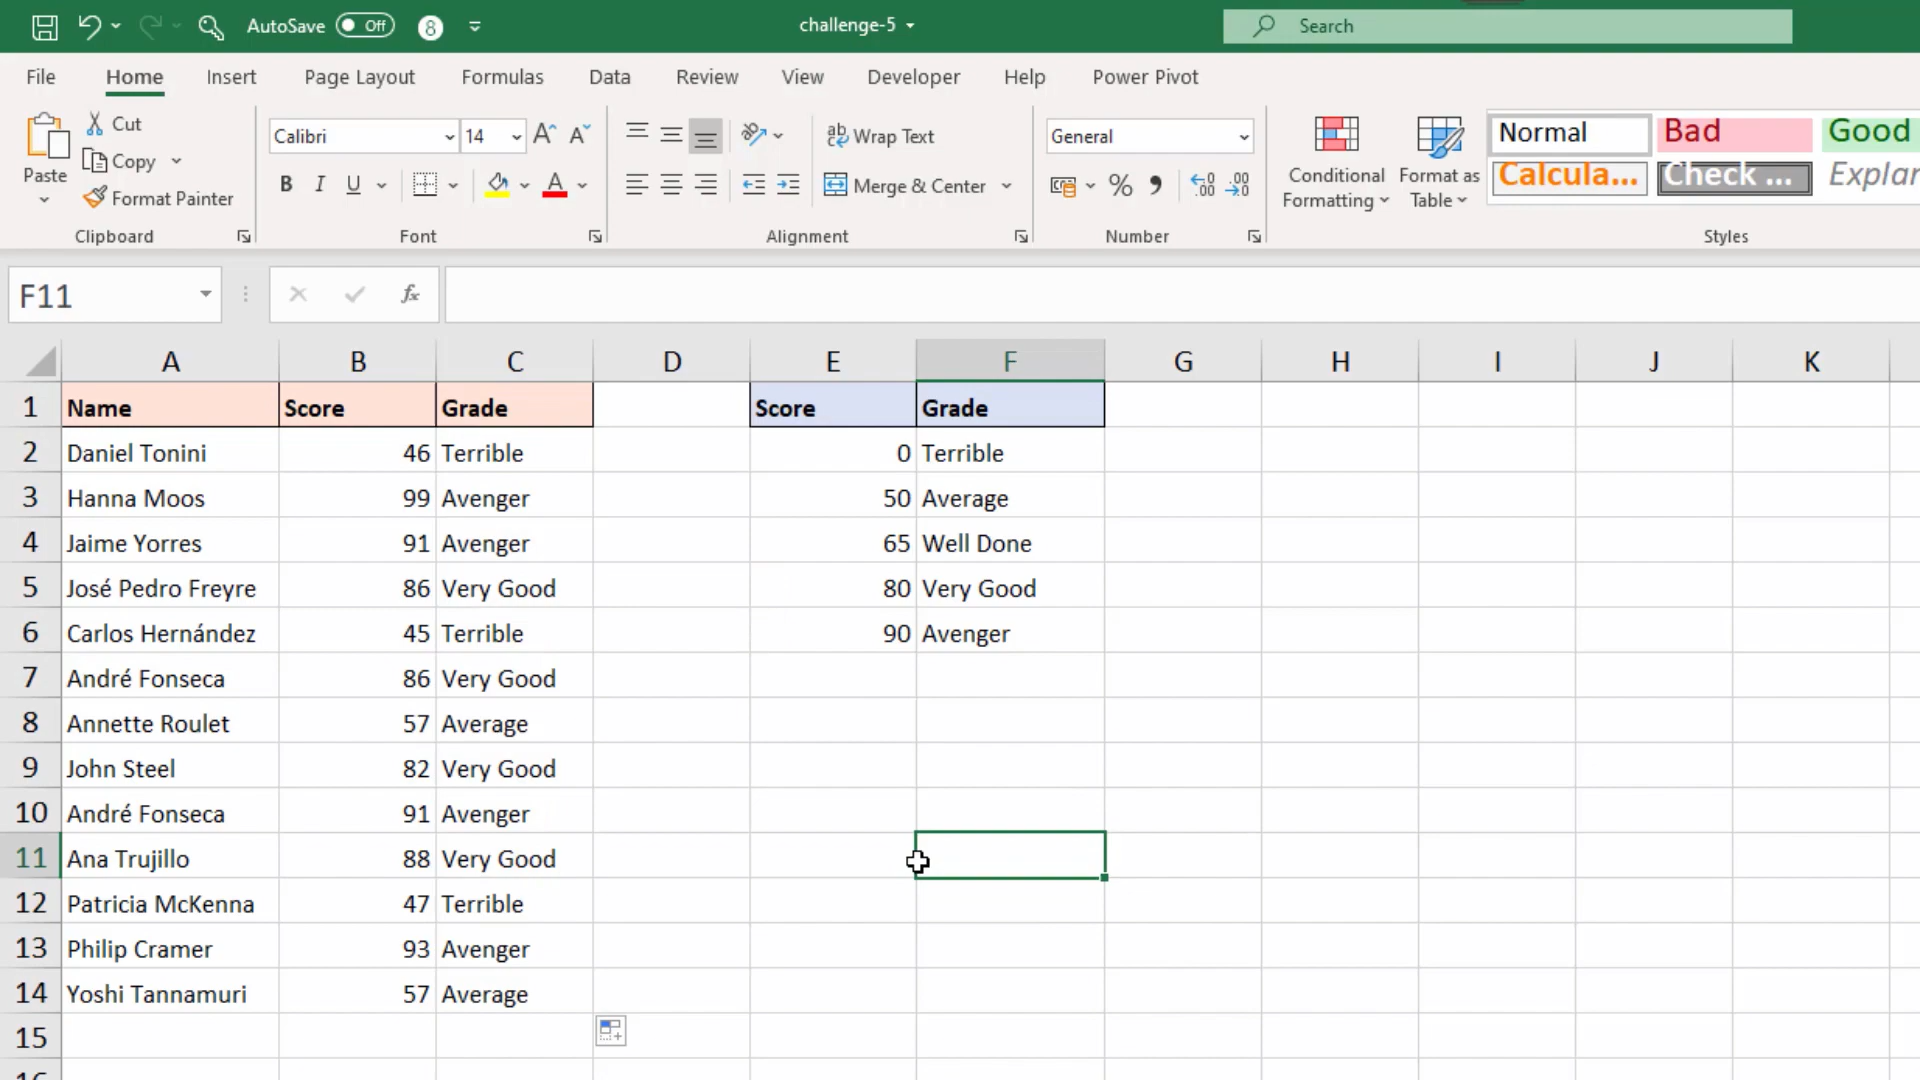 AutoSave Off 8 challenge-5 Search
File Home Insert Page Layout Formulas Data Review View Developer Help Power Pivot
Paste
Cut
Copy
Format Painter
Clipboard
Calibri 14
A A
B I U A
Font
ab
Wrap Text
Merge & Center
Alignment
General
% 9
.00 .0
Number
Conditional Formatting
Format as Table
Normal Bad Good
Calcula... Check ... Explan
Styles
F11 fx
A B C D E F G H I J K
1 Name Score Grade Score Grade
2 Daniel Tonini 46 Terrible 0 Terrible
3 Hanna Moos 99 Avenger 50 Average
4 Jaime Yorres 91 Avenger 65 Well Done
5 José Pedro Freyre 86 Very Good 80 Very Good
6 Carlos Hernández 45 Terrible 90 Avenger
7 André Fonseca 86 Very Good
8 Annette Roulet 57 Average
9 John Steel 82 Very Good
10 André Fonseca 91 Avenger
11 Ana Trujillo 88 Very Good
12 Patricia McKenna 47 Terrible
13 Philip Cramer 93 Avenger
14 Yoshi Tannamuri 57 Average
15